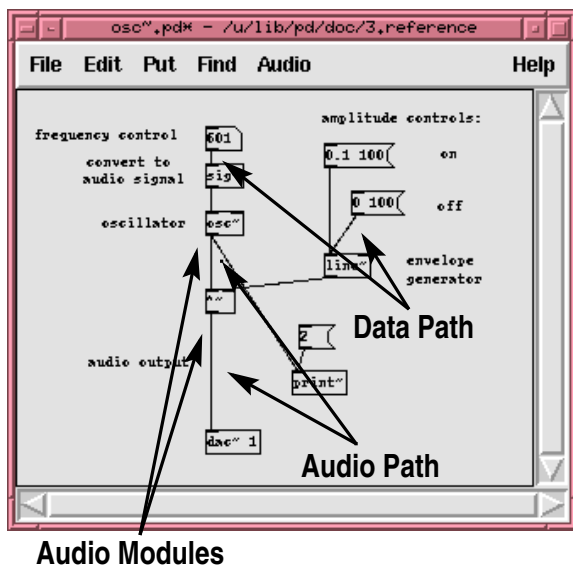 osc~.pd* - /u/lib/pd/doc/3.reference
File Edit Put Find Audio Help
amplitude controls:
frequency control
601
0.1 100
on
convert to
audio signal
sig~
0 100
off
oscillator
osc~
line~
envelope
generator
*~
Data Path
2
audio output
print~
dac~ 1
Audio Path
Audio Modules